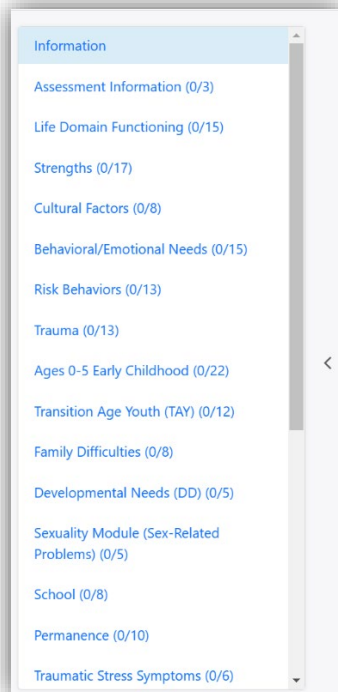 Information
Assessment Information (0/3)
Life Domain Functioning (0/15)
Strengths (0/17)
Cultural Factors (0/8)
Behavioral/Emotional Needs (0/15)
Risk Behaviors (0/13)
Trauma (0/13)
Ages 0-5 Early Childhood (0/22)
Transition Age Youth (TAY) (0/12)
Family Difficulties (0/8)
Developmental Needs (DD) (0/5)
Sexuality Module (Sex-Related
Problems) (0/5)
School (0/8)
Permanence (0/10)
Traumatic Stress Symptoms (0/6)